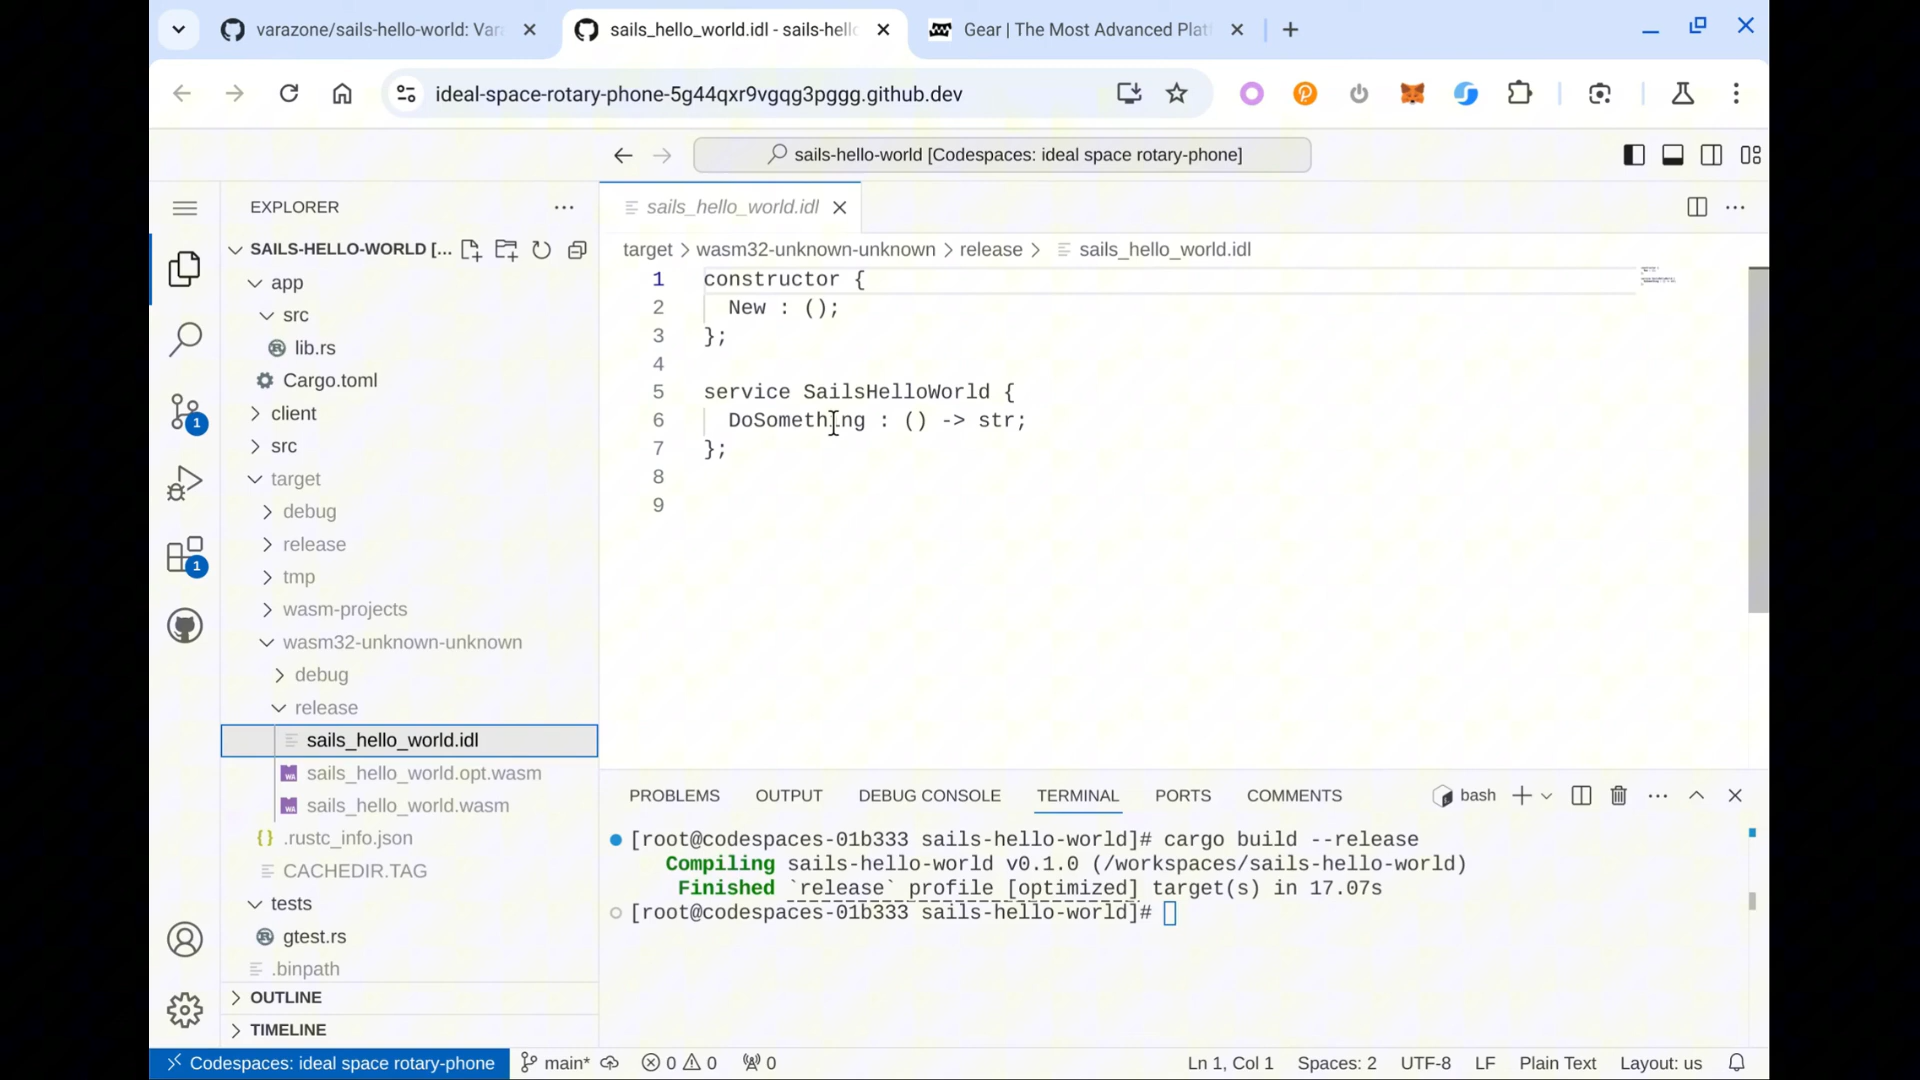 varazone/sails-hello-world: Var
sails_hello_world.idl - sails-hell
Gear | The Most Advanced Plat
ideal-space-rotary-phone-5g44qxr9vgqg3pggg.github.dev
sails-hello-world [Codespaces: ideal space rotary-phone]
EXPLORER
SAILS-HELLO-WORLD [...
app
src
lib.rs
Cargo.toml
client
src
target
debug
release
tmp
wasm-projects
wasm32-unknown-unknown
debug
release
sails_hello_world.idl
sails_hello_world.opt.wasm
sails_hello_world.wasm
.rustc_info.json
CACHEDIR.TAG
tests
gtest.rs
.binpath
OUTLINE
TIMELINE
1
1
sails_hello_world.idl
target > wasm32-unknown-unknown > release > sails_hello_world.idl
1 constructor {
2 New : ();
3 };
4
5 service SailsHelloWorld {
6 DoSomething : () -> str;
7 };
8
9
PROBLEMS OUTPUT DEBUG CONSOLE TERMINAL PORTS COMMENTS bash
[root@codespaces-01b333 sails-hello-world]# cargo build --release
Compiling sails-hello-world v0.1.0 (/workspaces/sails-hello-world)
Finished `release` profile [optimized] target(s) in 17.07s
[root@codespaces-01b333 sails-hello-world]#
Codespaces: ideal space rotary-phone main* 0 0 0 Ln 1, Col 1 Spaces: 2 UTF-8 LF Plain Text Layout: us